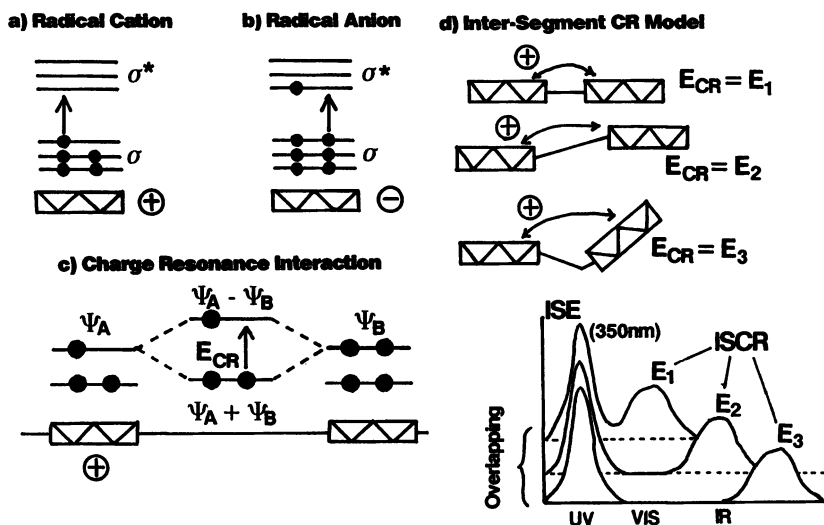 a) Radical Cation
σ*
σ
⊕
b) Radical Anion
σ*
σ
⊖
c) Charge Resonance Interaction
Ψ_A - Ψ_B
Ψ_A
Ψ_B
E_CR
Ψ_A + Ψ_B
⊕
d) Inter-Segment CR Model
⊕
E_CR = E_1
⊕
E_CR = E_2
⊕
E_CR = E_3
ISE
(350nm)
ISCR
E_1
E_2
E_3
Overlapping
UV VIS IR